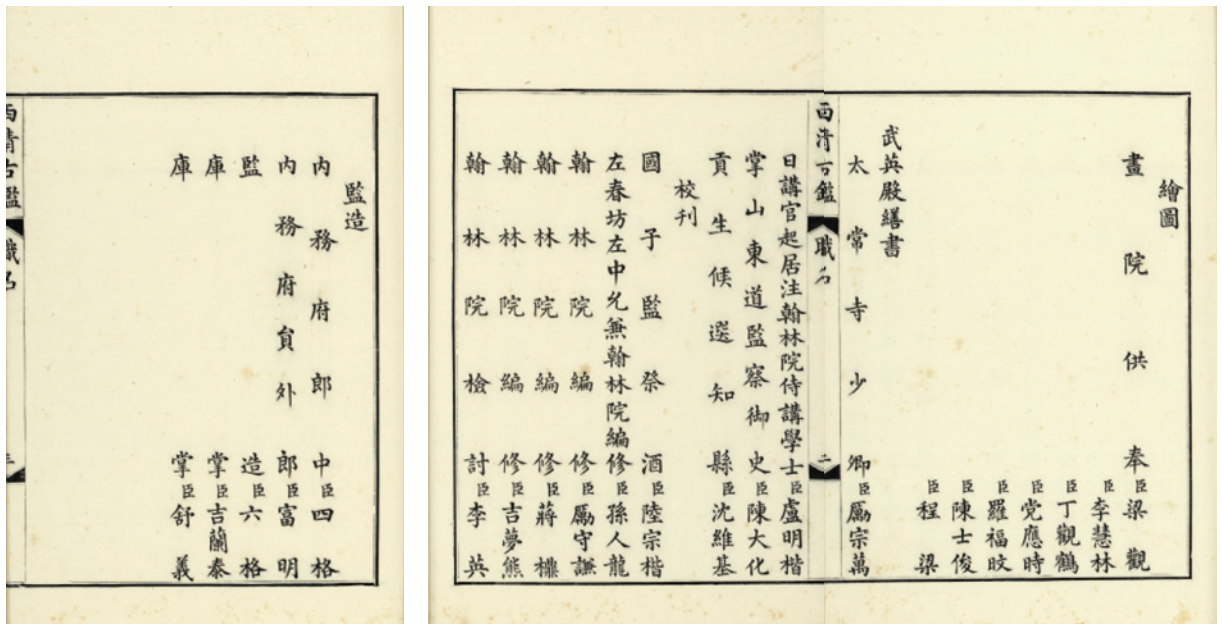 繪圖
畫院供奉臣梁觀
臣李慧林
臣丁觀鶴
臣党應時
臣羅福旼
臣陳士俊
臣程梁
武英殿繕書
太常寺少卿臣勵宗萬
西清古鑑 職名 二
日講官起居注翰林院侍講學士臣盧明楷
掌山東道監察御史臣陳大化
貢生候選知縣臣沈維基
校刊
國子監祭酒臣陸宗楷
左春坊左中允兼翰林院編修臣孫人龍
翰林院編修臣勵守謙
翰林院編修臣蔣
翰林院編修臣吉夢熊
翰林院檢討臣李英
監造
內務府郎中臣四格
內務府貟外郎臣富明
監造臣六格
庫掌臣吉蘭泰
庫掌臣舒義
西清古鑑 職名 三